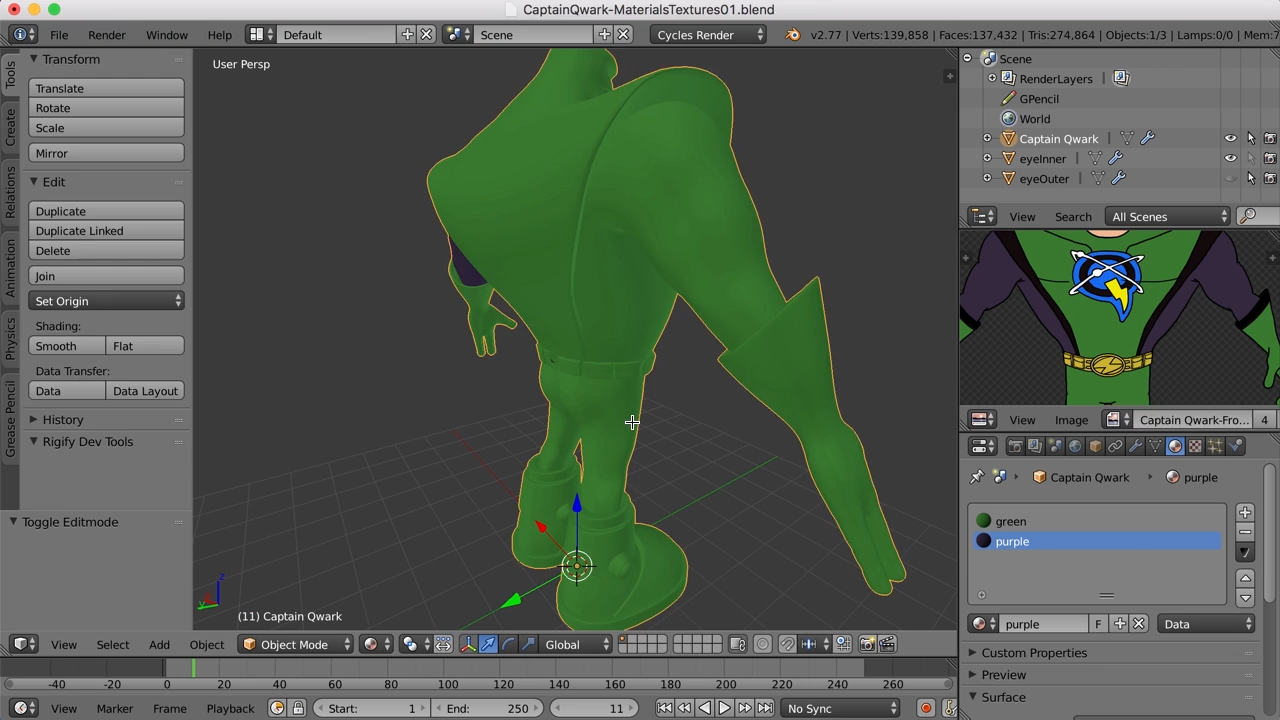 CaptainQwark-MaterialsTextures01.blend
File Render Window Help Default Scene Cycles Render v2.77 | Verts:139,858 | Faces:137,432 | Tris:274,864 | Objects:1/3 | Lamps:0/0 | Mem:7
Tools
Create
Relations
Animation
Physics
Grease Pencil
Transform
Translate
Rotate
Scale
Mirror
Edit
Duplicate
Duplicate Linked
Delete
Join
Set Origin
Shading:
Smooth Flat
Data Transfer:
Data Data Layout
History
Rigify Dev Tools
Toggle Editmode
User Persp
z
y
(11) Captain Qwark
View Select Add Object Object Mode Global
-40 -20 0 20 40 60 80 100 120 140 160 180 200 220 240 260
View Marker Frame Playback Start: 1 End: 250 11 No Sync
Scene
RenderLayers
GPencil
World
Captain Qwark
eyeInner
eyeOuter
View Search All Scenes
View Image Captain Qwark-Fro... 4
Captain Qwark purple
green
purple
purple F Data
Custom Properties
Preview
Surface